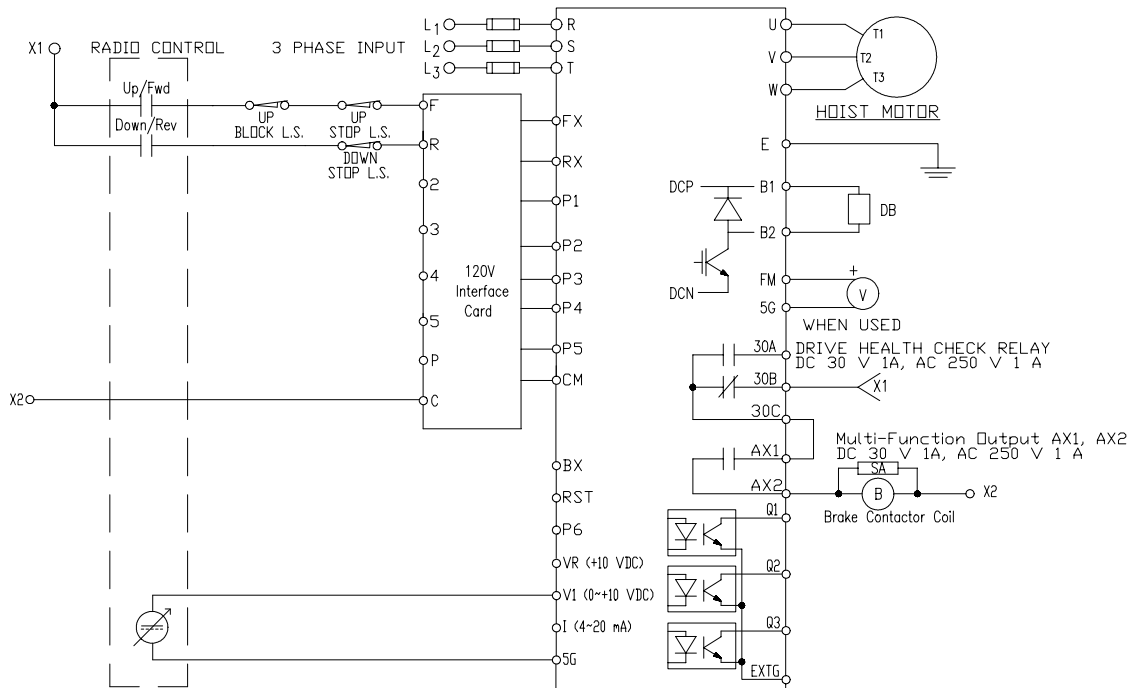 X1
RADIO CONTROL
3 PHASE INPUT
L1
L2
L3
R
S
T
U
V
W
T1
T2
T3
HOIST MOTOR
Up/Fwd
Down/Rev
UP
BLOCK L.S.
UP
STOP L.S.
DOWN
STOP L.S.
F
R
2
3
4
5
P
C
X2
120V
Interface
Card
FX
RX
P1
P2
P3
P4
P5
CM
BX
RST
P6
VR (+10 VDC)
V1 (0~+10 VDC)
I (4~20 mA)
5G
E
DCP
B1
B2
DB
DCN
FM
5G
+
V
WHEN USED
30A
DRIVE HEALTH CHECK RELAY
DC 30 V 1A, AC 250 V 1 A
30B
X1
30C
AX1
Multi-Function Output AX1, AX2
DC 30 V 1A, AC 250 V 1 A
SA
AX2
B
X2
Brake Contactor Coil
Q1
Q2
Q3
EXTG